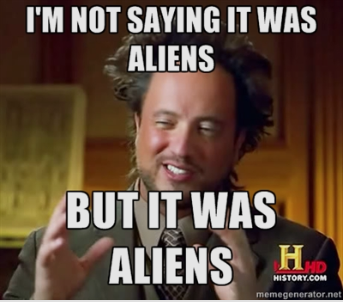 I'M NOT SAYING IT WAS
ALIENS
BUT IT WAS
ALIENS
H HD
HISTORY.COM
memegenerator.net